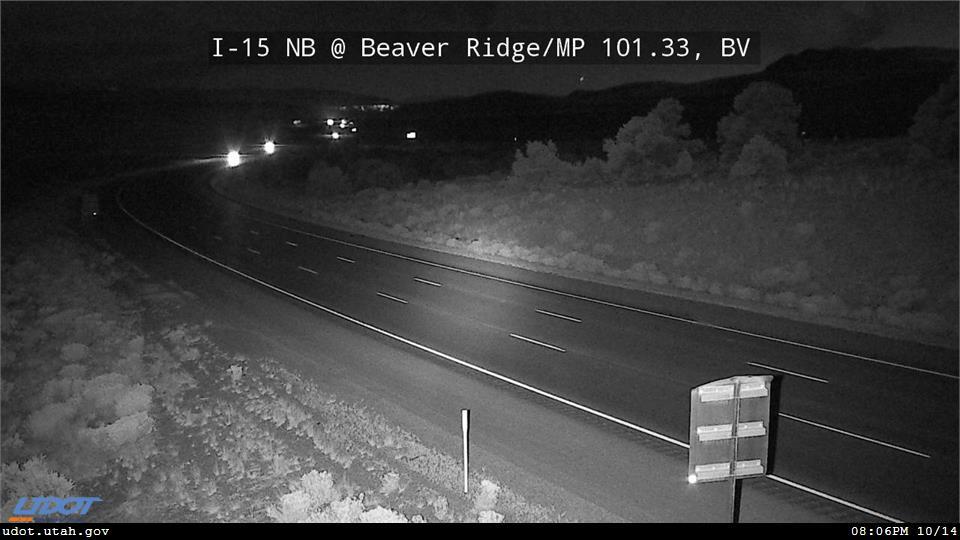 I-15 NB @ Beaver Ridge/MP 101.33, BV
UDOT
udot.utah.gov 08:06PM 10/14